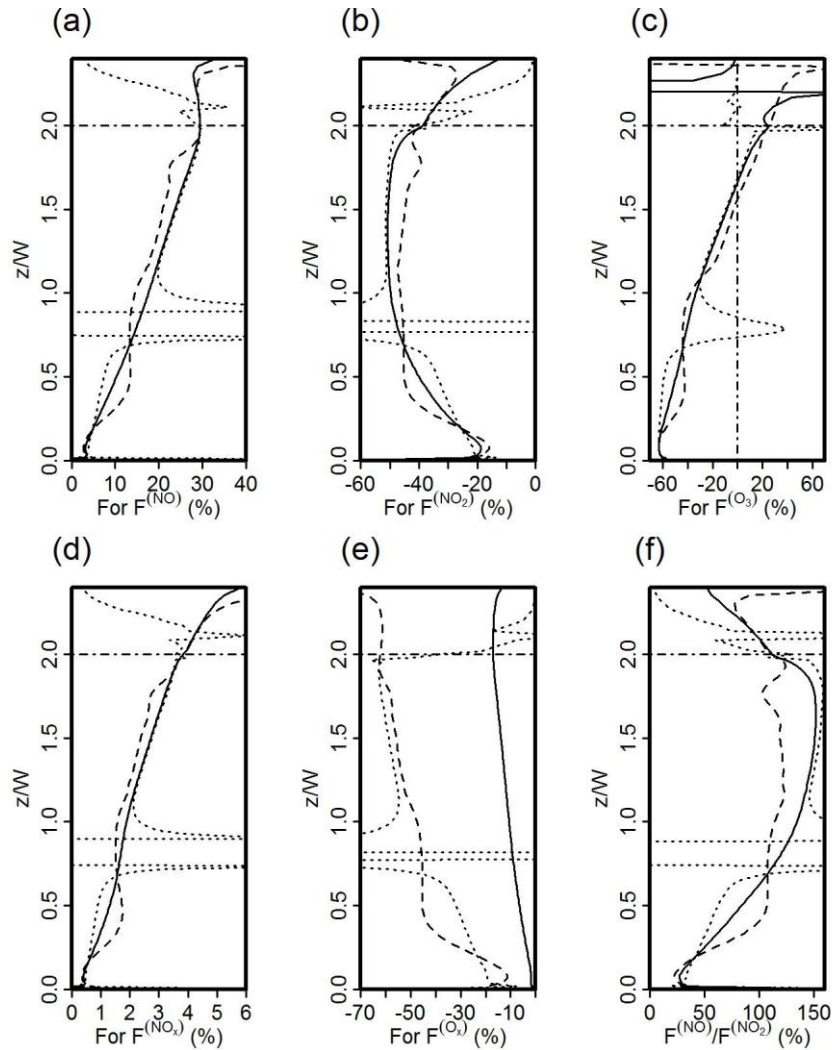 (a)
(b)
(c)
z/W
0.0 0.5 1.0 1.5 2.0
0 10 20 30 40
For F^(NO) (%)
z/W
0.0 0.5 1.0 1.5 2.0
-60 -40 -20 0
For F^(NO₂) (%)
z/W
0.0 0.5 1.0 1.5 2.0
-60 -20 20 60
For F^(O₃) (%)
(d)
(e)
(f)
z/W
0.0 0.5 1.0 1.5 2.0
0 1 2 3 4 5 6
For F^(NOₓ) (%)
z/W
0.0 0.5 1.0 1.5 2.0
-70 -50 -30 -10
For F^(Oₓ) (%)
z/W
0.0 0.5 1.0 1.5 2.0
0 50 100 150
F^(NO)/F^(NO₂) (%)